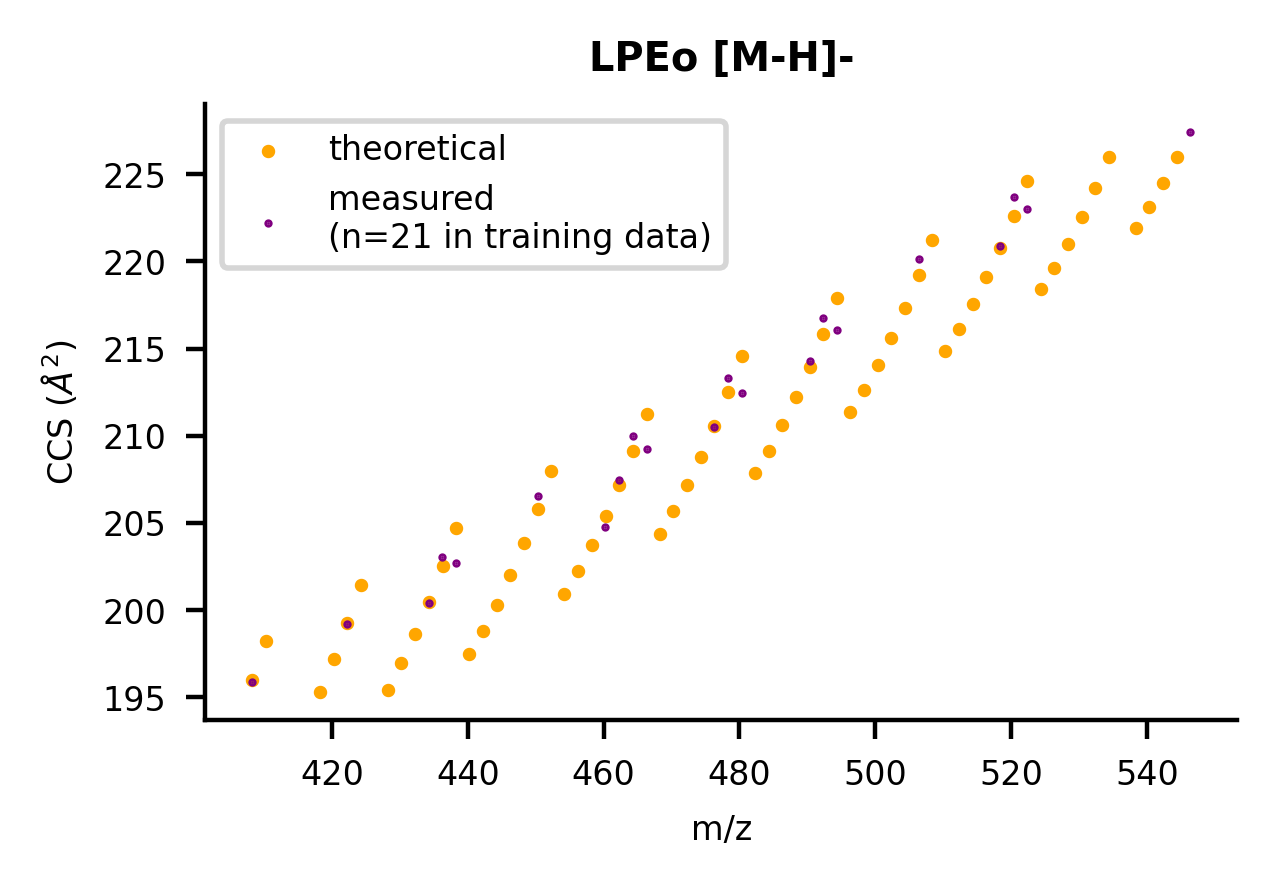 LPEo [M-H]-
theoretical
measured
(n=21 in training data)
225
220
215
210
205
200
195
CCS (Å²)
420 440 460 480 500 520 540
m/z